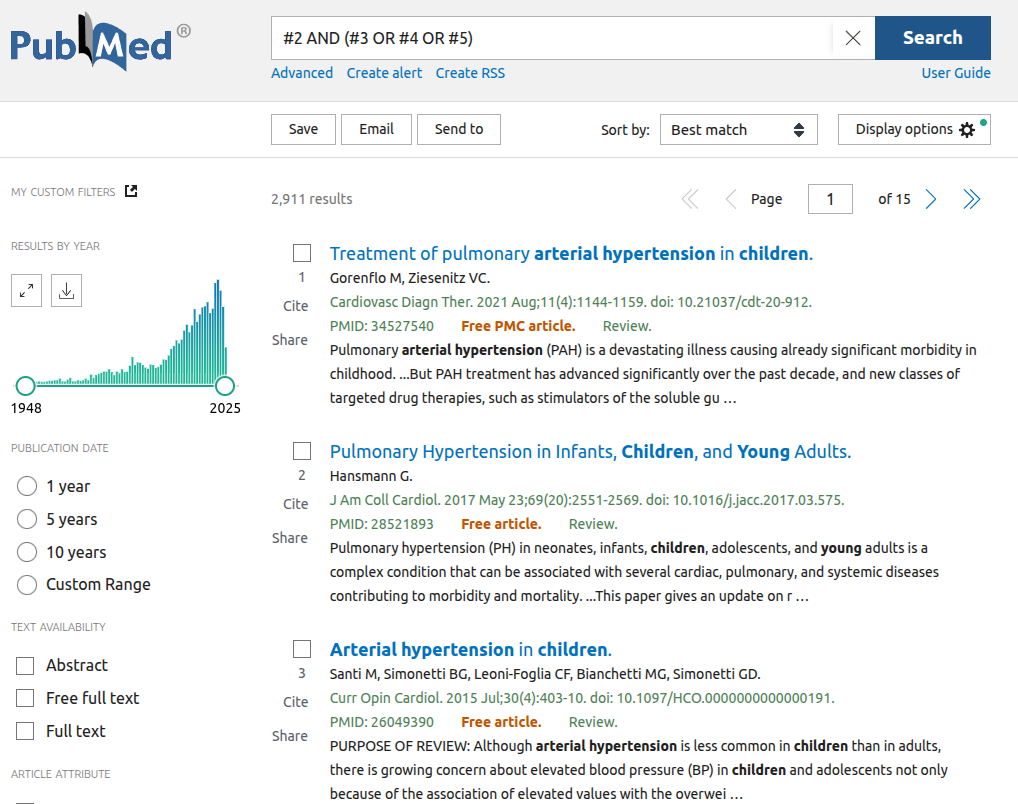 PubMed®
#2 AND (#3 OR #4 OR #5)
Search
Advanced Create alert Create RSS
User Guide
Save Email Send to
Sort by: Best match
Display options
MY CUSTOM FILTERS
2,911 results
Page 1 of 15
RESULTS BY YEAR
1948 2025
PUBLICATION DATE
1 year
5 years
10 years
Custom Range
TEXT AVAILABILITY
Abstract
Free full text
Full text
ARTICLE ATTRIBUTE
Treatment of pulmonary arterial hypertension in children.
1
Cite
Share
Gorenflo M, Ziesenitz VC.
Cardiovasc Diagn Ther. 2021 Aug;11(4):1144-1159. doi: 10.21037/cdt-20-912.
PMID: 34527540 Free PMC article. Review.
Pulmonary arterial hypertension (PAH) is a devastating illness causing already significant morbidity in
childhood. ...But PAH treatment has advanced significantly over the past decade, and new classes of
targeted drug therapies, such as stimulators of the soluble gu …
Pulmonary Hypertension in Infants, Children, and Young Adults.
2
Cite
Share
Hansmann G.
J Am Coll Cardiol. 2017 May 23;69(20):2551-2569. doi: 10.1016/j.jacc.2017.03.575.
PMID: 28521893 Free article. Review.
Pulmonary hypertension (PH) in neonates, infants, children, adolescents, and young adults is a
complex condition that can be associated with several cardiac, pulmonary, and systemic diseases
contributing to morbidity and mortality. ...This paper gives an update on r …
Arterial hypertension in children.
3
Cite
Share
Santi M, Simonetti BG, Leoni-Foglia CF, Bianchetti MG, Simonetti GD.
Curr Opin Cardiol. 2015 Jul;30(4):403-10. doi: 10.1097/HCO.0000000000000191.
PMID: 26049390 Free article. Review.
PURPOSE OF REVIEW: Although arterial hypertension is less common in children than in adults,
there is growing concern about elevated blood pressure (BP) in children and adolescents not only
because of the association of elevated values with the overwei …